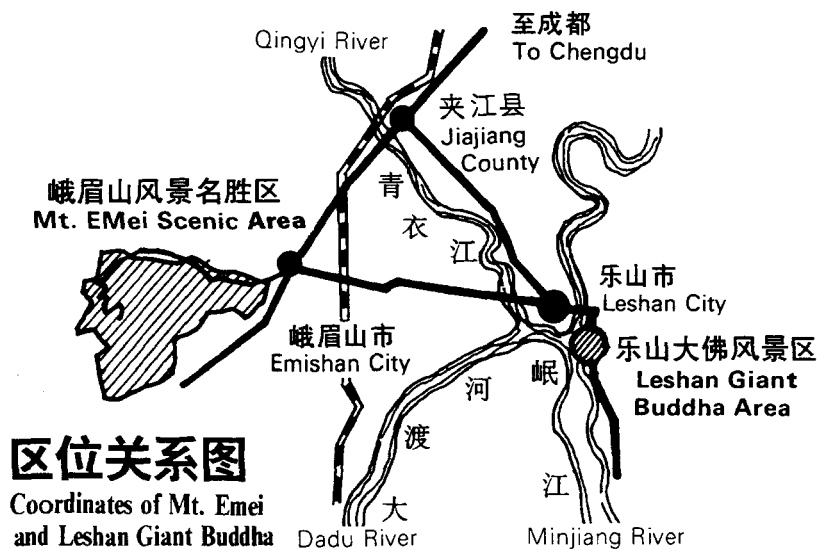 Qingyi River
至成都
To Chengdu
夹江县
Jiajiang
County
峨眉山风景名胜区
Mt. EMei Scenic Area
青衣江
乐山市
Leshan City
峨眉山市
Emishan City
乐山大佛风景区
Leshan Giant
Buddha Area
岷江
大渡河
区位关系图
Coordinates of Mt. Emei
and Leshan Giant Buddha
Dadu River
Minjiang River